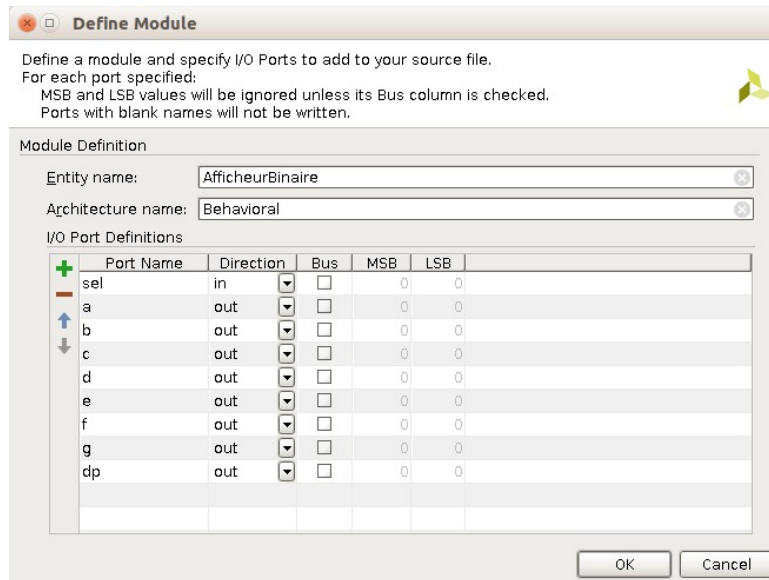 Define Module
Define a module and specify I/O Ports to add to your source file.
For each port specified:
MSB and LSB values will be ignored unless its Bus column is checked.
Ports with blank names will not be written.
Module Definition
Entity name: AfficheurBinaire
Architecture name: Behavioral
I/O Port Definitions
Port Name Direction Bus MSB LSB
sel in 0 0
a out 0 0
b out 0 0
c out 0 0
d out 0 0
e out 0 0
f out 0 0
g out 0 0
dp out 0 0
OK Cancel